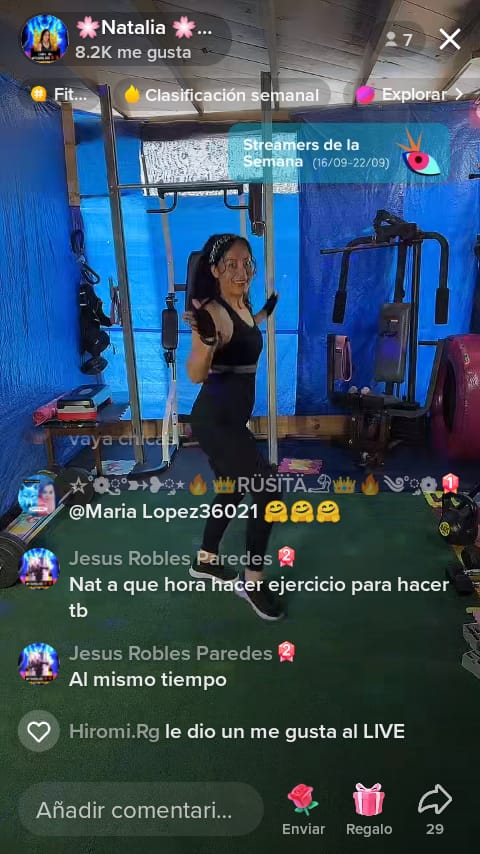 🌸Natalia 🌸...
8.2K me gusta
7
Fit...
Clasificación semanal
Explorar
Streamers de la
Semana (16/09-22/09)
vaya chicas
RÜṠÏẗÄ
1
@Maria Lopez36021 🤗🤗🤗
Jesus Robles Paredes 2
Nat a que hora hacer ejercicio para hacer
tb
Jesus Robles Paredes 2
Al mismo tiempo
Hiromi.Rg le dio un me gusta al LIVE
Añadir comentari...
Enviar
Regalo
29